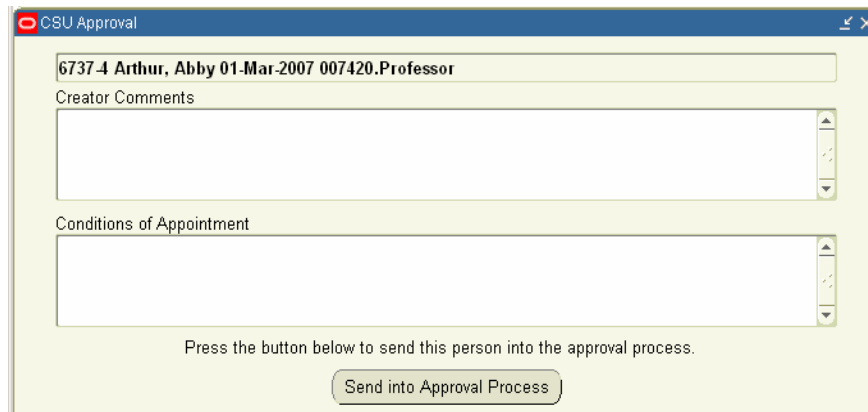 CSU Approval
6737-4 Arthur, Abby 01-Mar-2007 007420.Professor
Creator Comments
Conditions of Appointment
Press the button below to send this person into the approval process.
Send into Approval Process